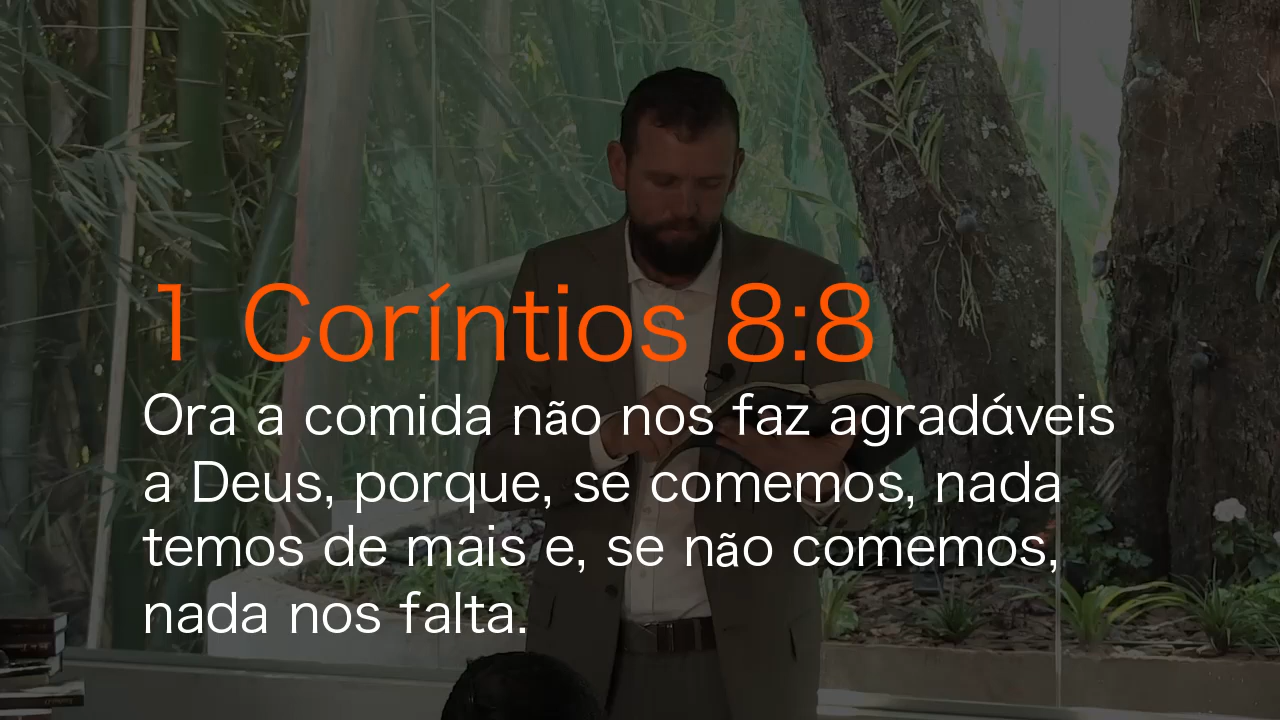 1 Coríntios 8:8
Ora a comida não nos faz agradáveis
a Deus, porque, se comemos, nada
temos de mais e, se não comemos,
nada nos falta.